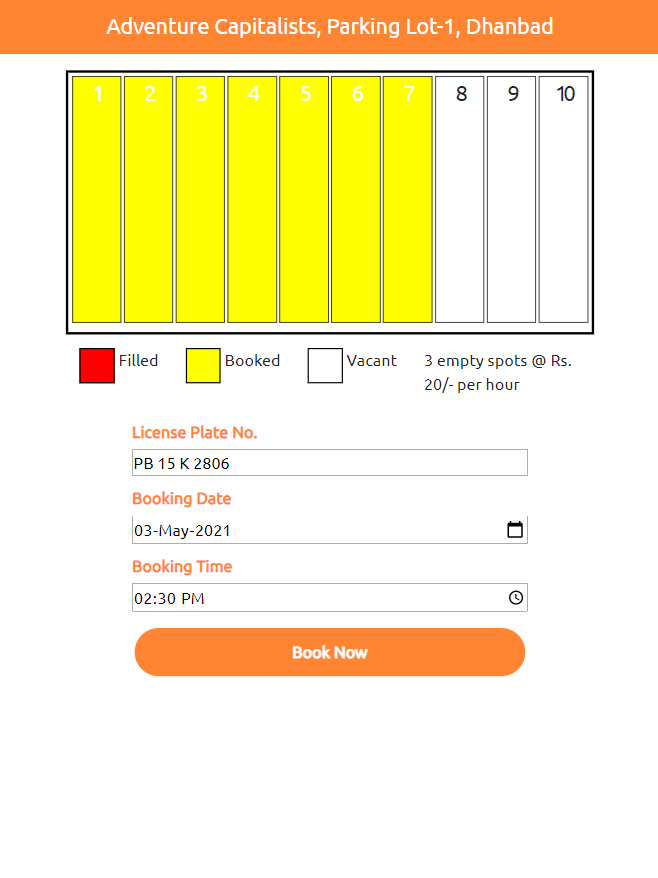 Adventure Capitalists, Parking Lot-1, Dhanbad
1 2 3 4 5 6 7 8 9 10
Filled Booked Vacant 3 empty spots @ Rs.
20/- per hour
License Plate No.
PB 15 K 2806
Booking Date
03-May-2021
Booking Time
02:30 PM
Book Now